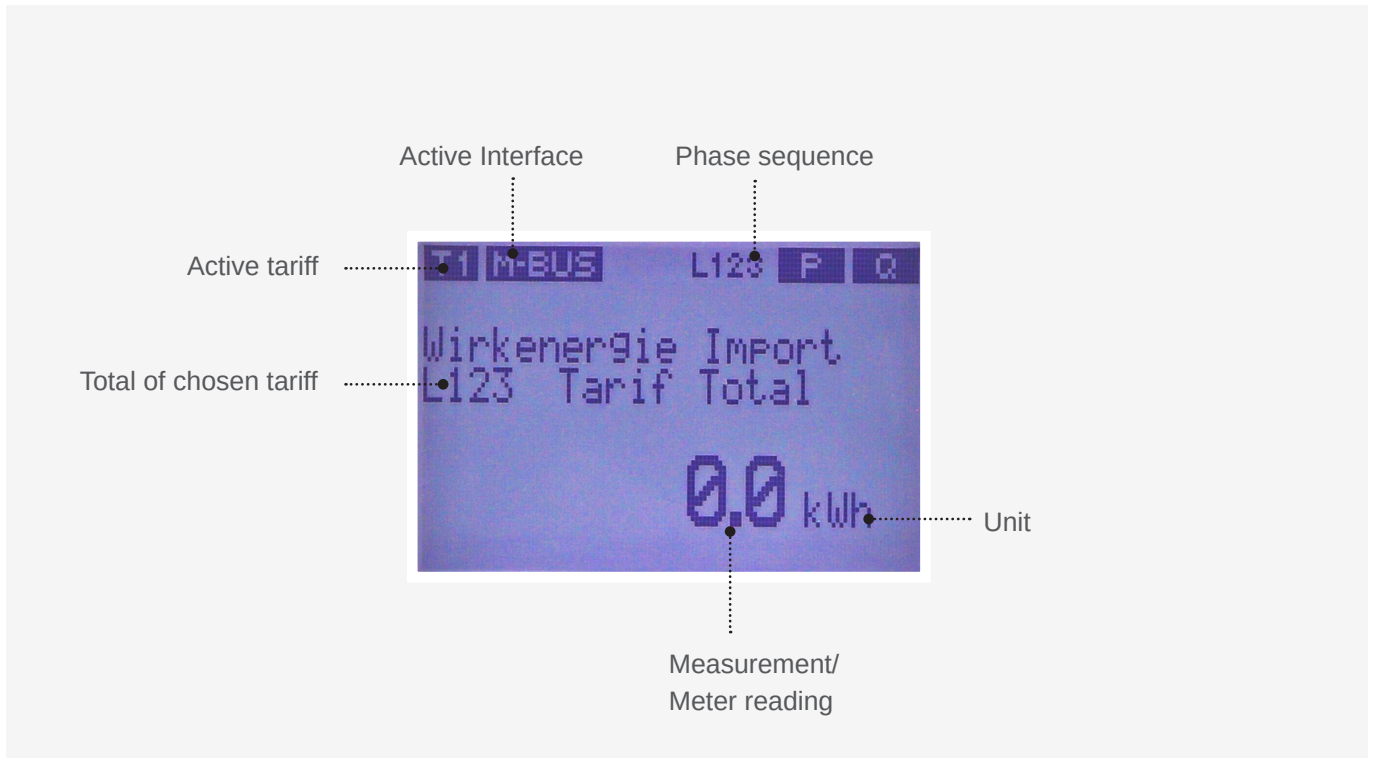 Active Interface
Phase sequence
Active tariff
T1 M-BUS L123 P Q
Wirkenergie Import
Total of chosen tariff
L123 Tarif Total
0.0 kWh
Unit
Measurement/
Meter reading